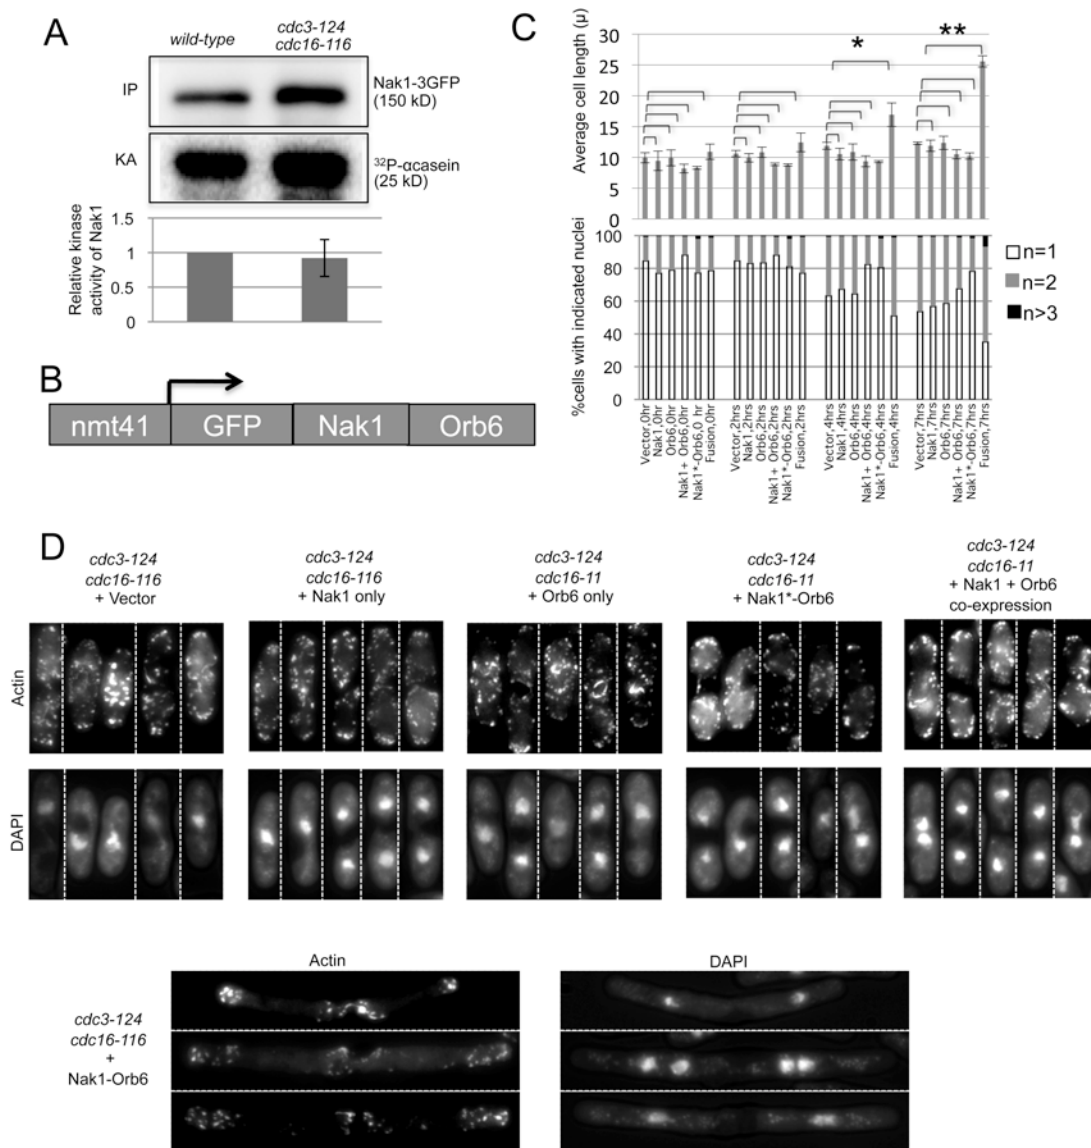 A
wild-type
cdc3-124
cdc16-116
IP
Nak1-3GFP
(150 kD)
KA
32P-αcasein
(25 kD)
Relative kinase
activity of Nak1
1.5
1
0.5
0
B
nmt41
GFP
Nak1
Orb6
C
Average cell length (μ)
30
25
20
15
10
5
0
*
**
%cells with indicated nuclei
100
80
60
40
20
0
n=1
n=2
n>3
Vector,0hr
Nak1,0hr
Orb6,0hr
Nak1+ Orb6,0hr
Nak1*-Orb6,0 hr
Fusion,0hr
Vector,2hrs
Nak1,2hrs
Orb6,2hrs
Nak1+ Orb6,2hrs
Nak1*-Orb6,2hrs
Fusion,2hrs
Vector,4hrs
Nak1,4hrs
Orb6,4hrs
Nak1+ Orb6,4hrs
Nak1*-Orb6,4hrs
Fusion,4hrs
Vector,7hrs
Nak1,7hrs
Orb6,7hrs
Nak1+ Orb6,7hrs
Nak1*-Orb6,7hrs
Fusion,7hrs
D
cdc3-124
cdc16-116
+ Vector
cdc3-124
cdc16-116
+ Nak1 only
cdc3-124
cdc16-11
+ Orb6 only
cdc3-124
cdc16-11
+ Nak1*-Orb6
cdc3-124
cdc16-11
+ Nak1 + Orb6
co-expression
Actin
DAPI
Actin
DAPI
cdc3-124
cdc16-116
+
Nak1-Orb6